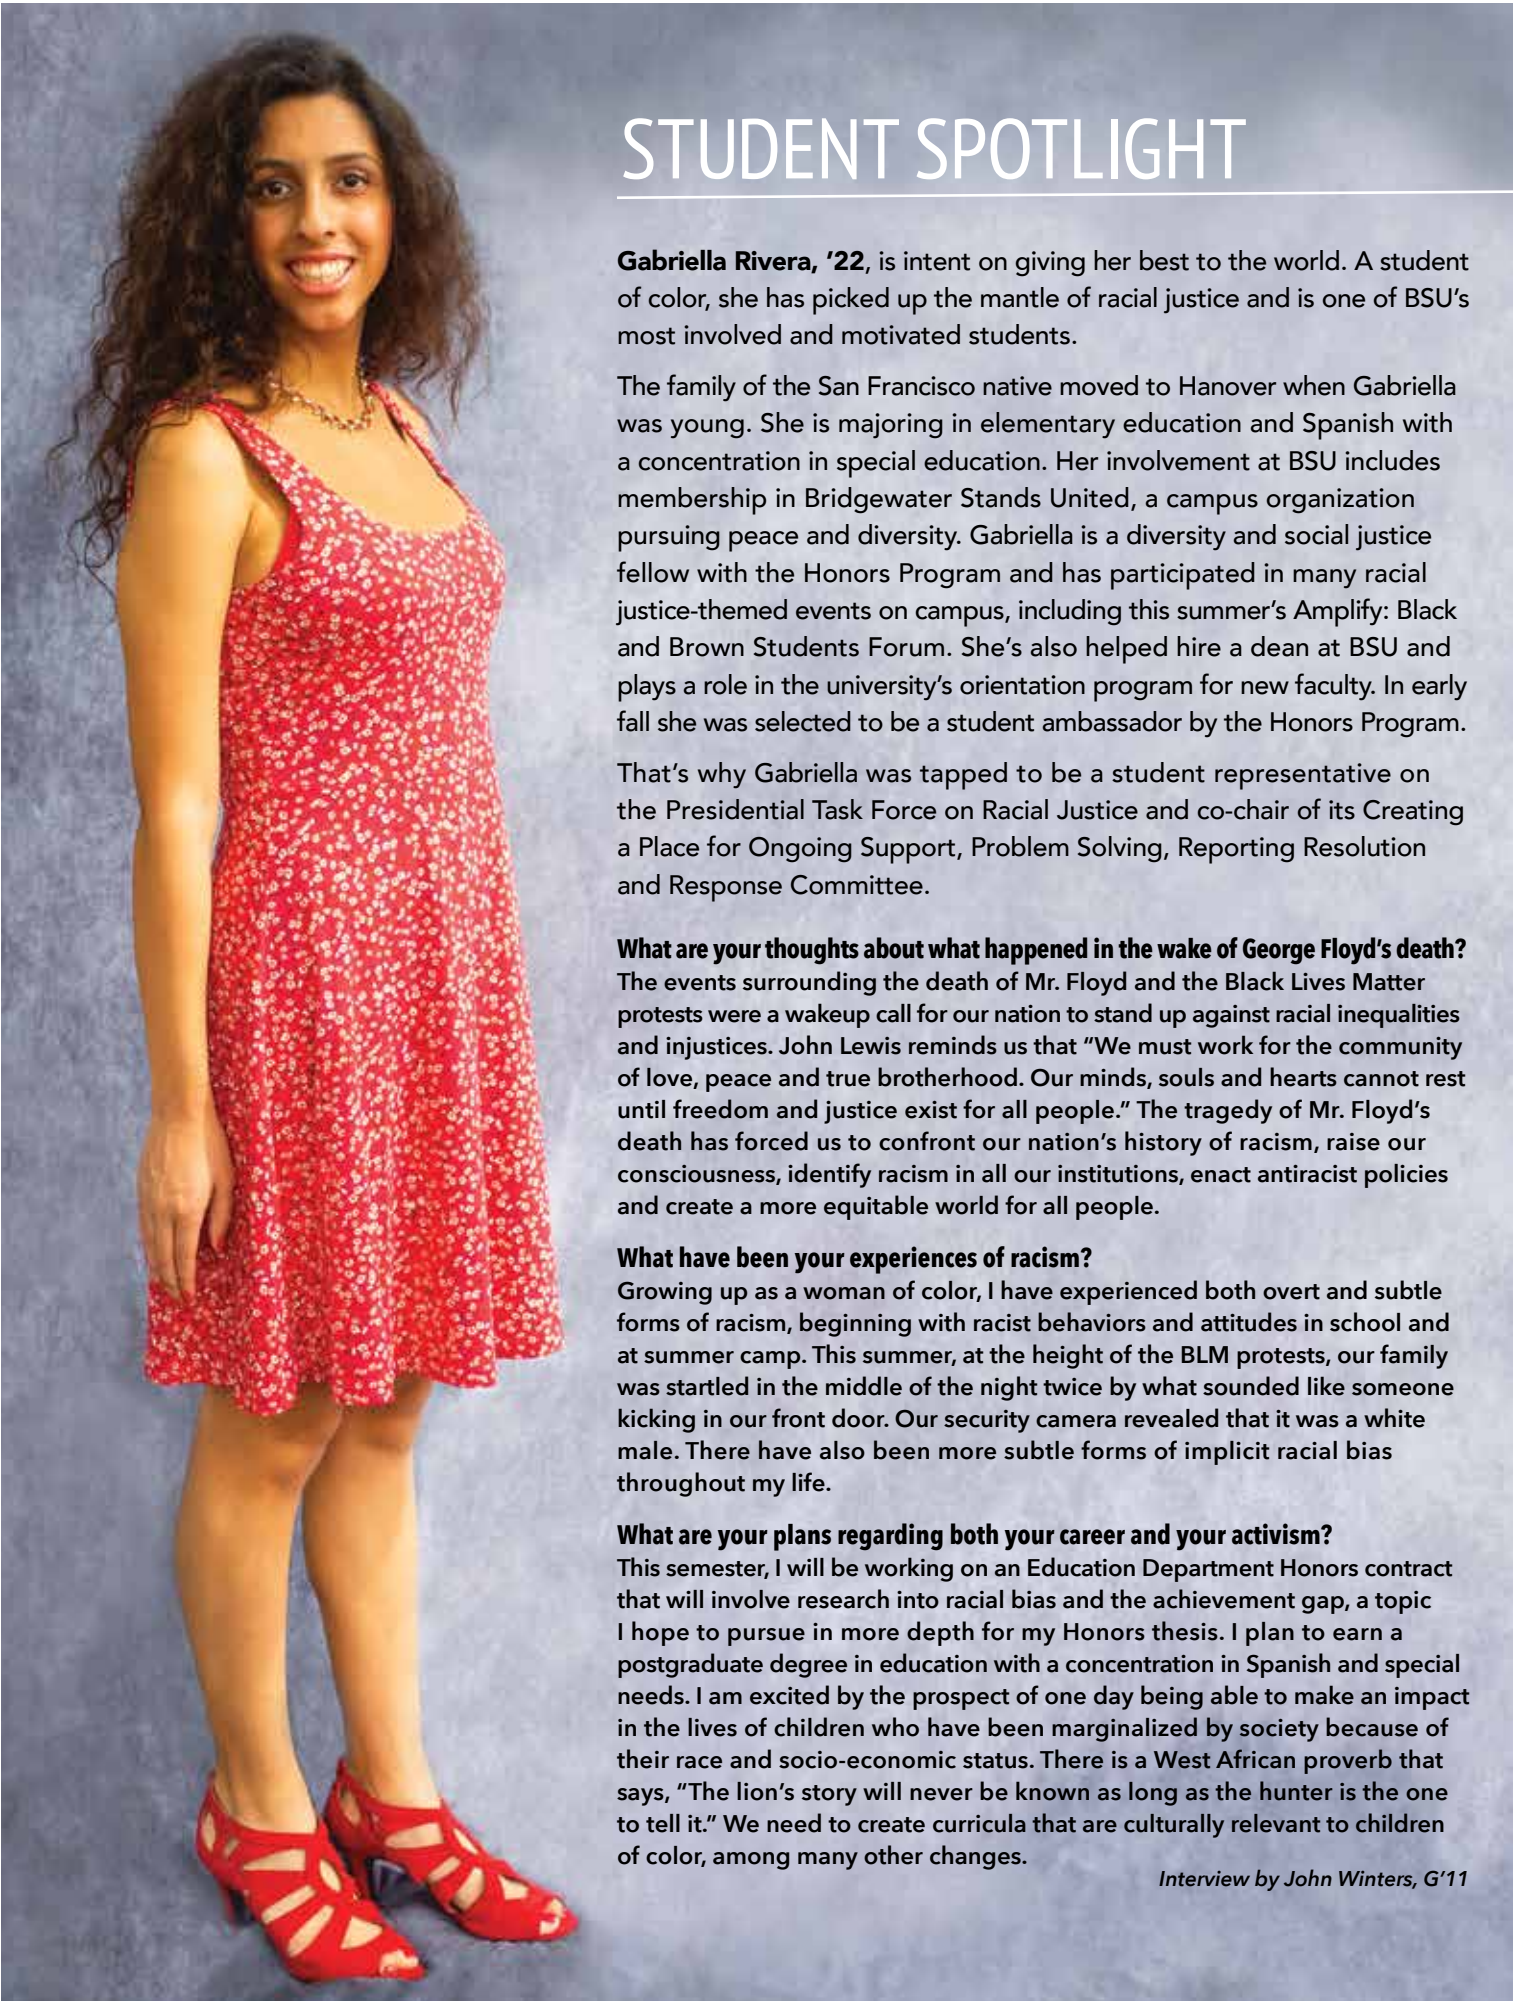 STUDENT SPOTLIGHT
Gabriella Rivera, ’22, is intent on giving her best to the world. A student
of color, she has picked up the mantle of racial justice and is one of BSU’s
most involved and motivated students.
The family of the San Francisco native moved to Hanover when Gabriella
was young. She is majoring in elementary education and Spanish with
a concentration in special education. Her involvement at BSU includes
membership in Bridgewater Stands United, a campus organization
pursuing peace and diversity. Gabriella is a diversity and social justice
fellow with the Honors Program and has participated in many racial
justice-themed events on campus, including this summer’s Amplify: Black
and Brown Students Forum. She’s also helped hire a dean at BSU and
plays a role in the university’s orientation program for new faculty. In early
fall she was selected to be a student ambassador by the Honors Program.
That’s why Gabriella was tapped to be a student representative on
the Presidential Task Force on Racial Justice and co-chair of its Creating
a Place for Ongoing Support, Problem Solving, Reporting Resolution
and Response Committee.
What are your thoughts about what happened in the wake of George Floyd’s death?
The events surrounding the death of Mr. Floyd and the Black Lives Matter
protests were a wakeup call for our nation to stand up against racial inequalities
and injustices. John Lewis reminds us that “We must work for the community
of love, peace and true brotherhood. Our minds, souls and hearts cannot rest
until freedom and justice exist for all people.” The tragedy of Mr. Floyd’s
death has forced us to confront our nation’s history of racism, raise our
consciousness, identify racism in all our institutions, enact antiracist policies
and create a more equitable world for all people.
What have been your experiences of racism?
Growing up as a woman of color, I have experienced both overt and subtle
forms of racism, beginning with racist behaviors and attitudes in school and
at summer camp. This summer, at the height of the BLM protests, our family
was startled in the middle of the night twice by what sounded like someone
kicking in our front door. Our security camera revealed that it was a white
male. There have also been more subtle forms of implicit racial bias
throughout my life.
What are your plans regarding both your career and your activism?
This semester, I will be working on an Education Department Honors contract
that will involve research into racial bias and the achievement gap, a topic
I hope to pursue in more depth for my Honors thesis. I plan to earn a
postgraduate degree in education with a concentration in Spanish and special
needs. I am excited by the prospect of one day being able to make an impact
in the lives of children who have been marginalized by society because of
their race and socio-economic status. There is a West African proverb that
says, “The lion’s story will never be known as long as the hunter is the one
to tell it.” We need to create curricula that are culturally relevant to children
of color, among many other changes.
Interview by John Winters, G’11